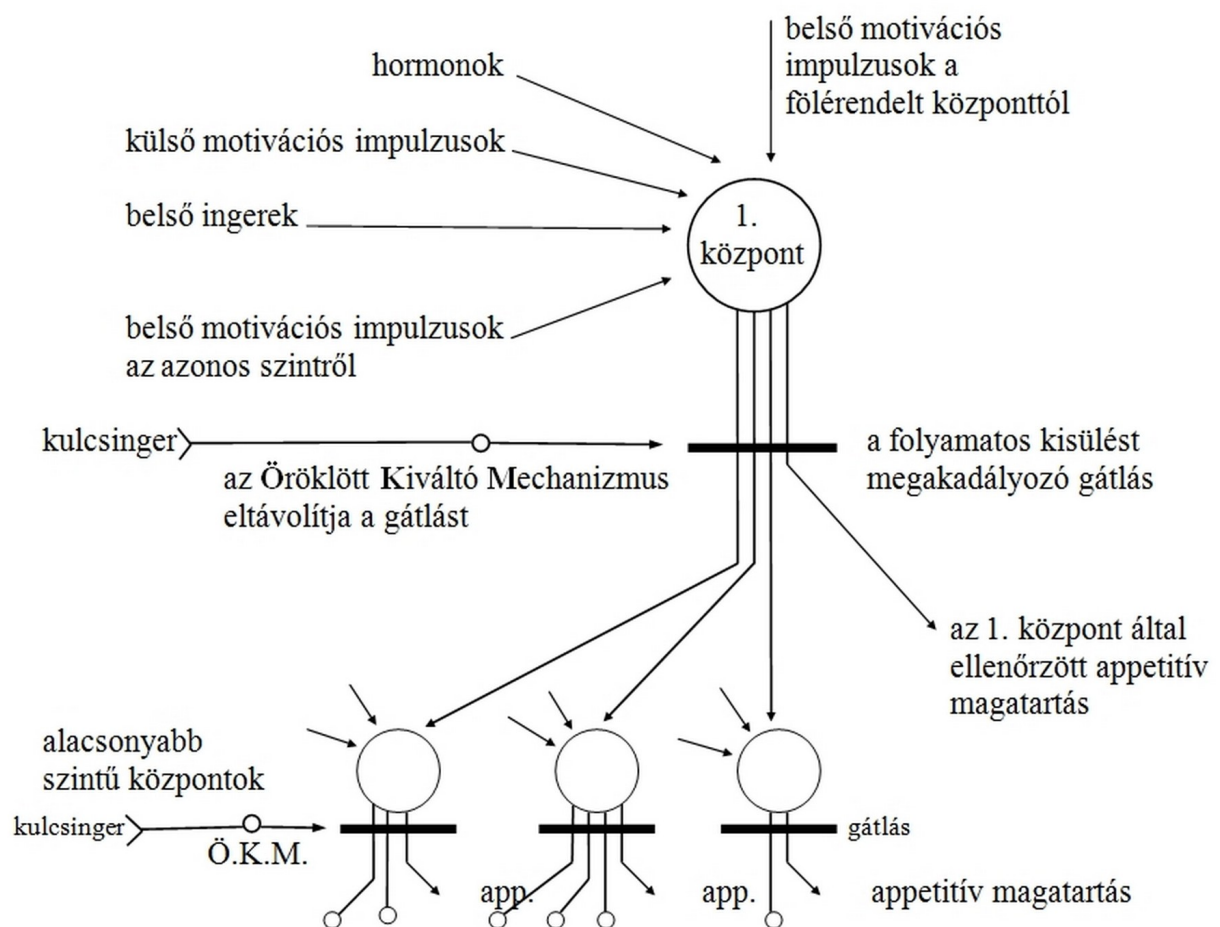 belső motivációs
impulzusok a
fölérendelt központtól
hormonok
külső motivációs impulzusok
belső ingerek
1.
központ
belső motivációs impulzusok
az azonos szintről
kulcsinger
az Öröklött Kiváltó Mechanizmus
eltávolítja a gátlást
a folyamatos kisülést
megakadályozó gátlás
az 1. központ által
ellenőrzött appetitív
magatartás
alacsonyabb
szintű központok
kulcsinger
Ö.K.M.
gátlás
app.
app.
appetitív magatartás